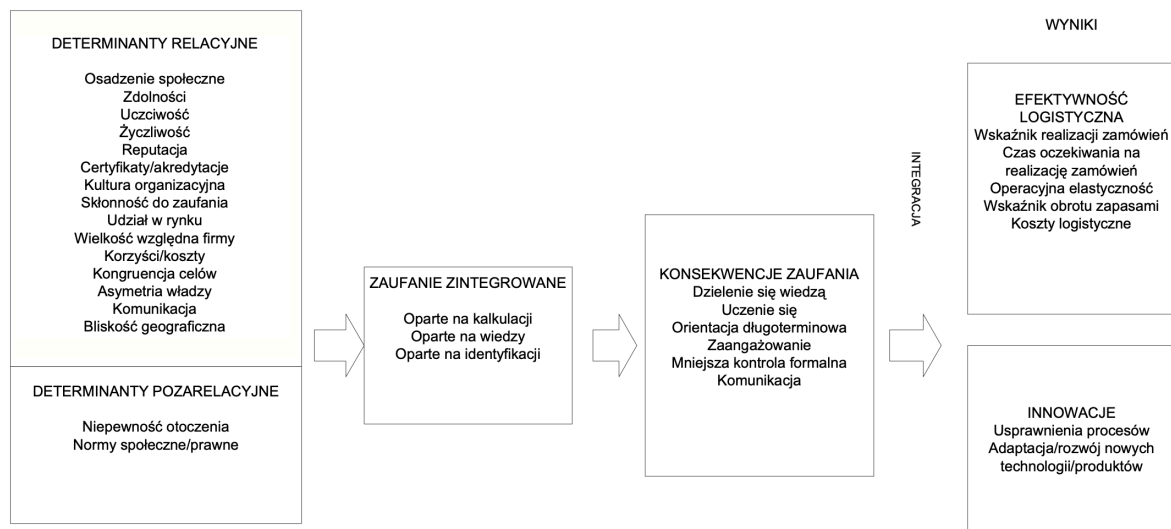 DETERMINANTY RELACYJNE
Osadzenie społeczne
Zdolności
Uczciwość
Życzliwość
Reputacja
Certyfikaty/akredytacje
Kultura organizacyjna
Skłonność do zaufania
Udział w rynku
Wielkość względna firmy
Korzyści/koszty
Kongruencja celów
Asymetria władzy
Komunikacja
Bliskość geograficzna
DETERMINANTY POZARELACYJNE
Niepewność otoczenia
Normy społeczne/prawne
ZAUFANIE ZINTEGROWANE
Oparte na kalkulacji
Oparte na wiedzy
Oparte na identyfikacji
KONSEKWENCJE ZAUFANIA
Dzielenie się wiedzą
Uczenie się
Orientacja długoterminowa
Zaangażowanie
Mniejsza kontrola formalna
Komunikacja
INTEGRACJA
WYNIKI
EFEKTYWNOŚĆ
LOGISTYCZNA
Wskaźnik realizacji zamówień
Czas oczekiwania na
realizację zamówień
Operacyjna elastyczność
Wskaźnik obrotu zapasami
Koszty logistyczne
INNOWACJE
Usprawnienia procesów
Adaptacja/rozwój nowych
technologii/produktów